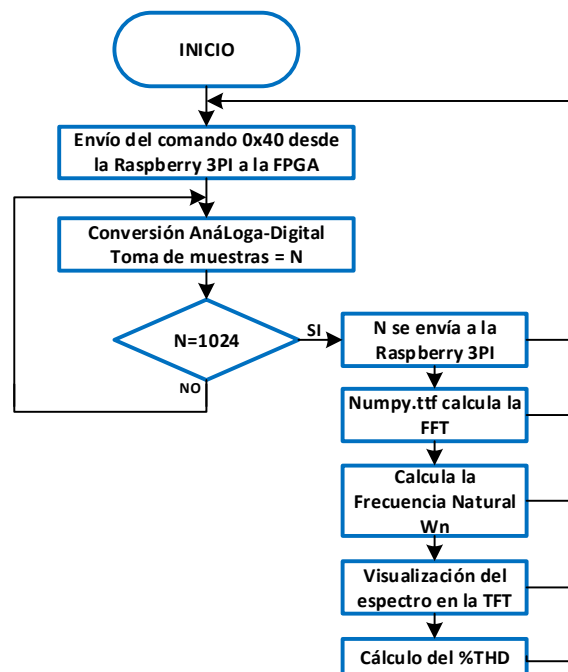 INICIO
Envío del comando 0x40 desde
la Raspberry 3PI a la FPGA
Conversión AnáLoga-Digital
Toma de muestras = N
N=1024
SI
NO
N se envía a la
Raspberry 3PI
Numpy.ttf calcula la
FFT
Calcula la
Frecuencia Natural
Wn
Visualización del
espectro en la TFT
Cálculo del %THD